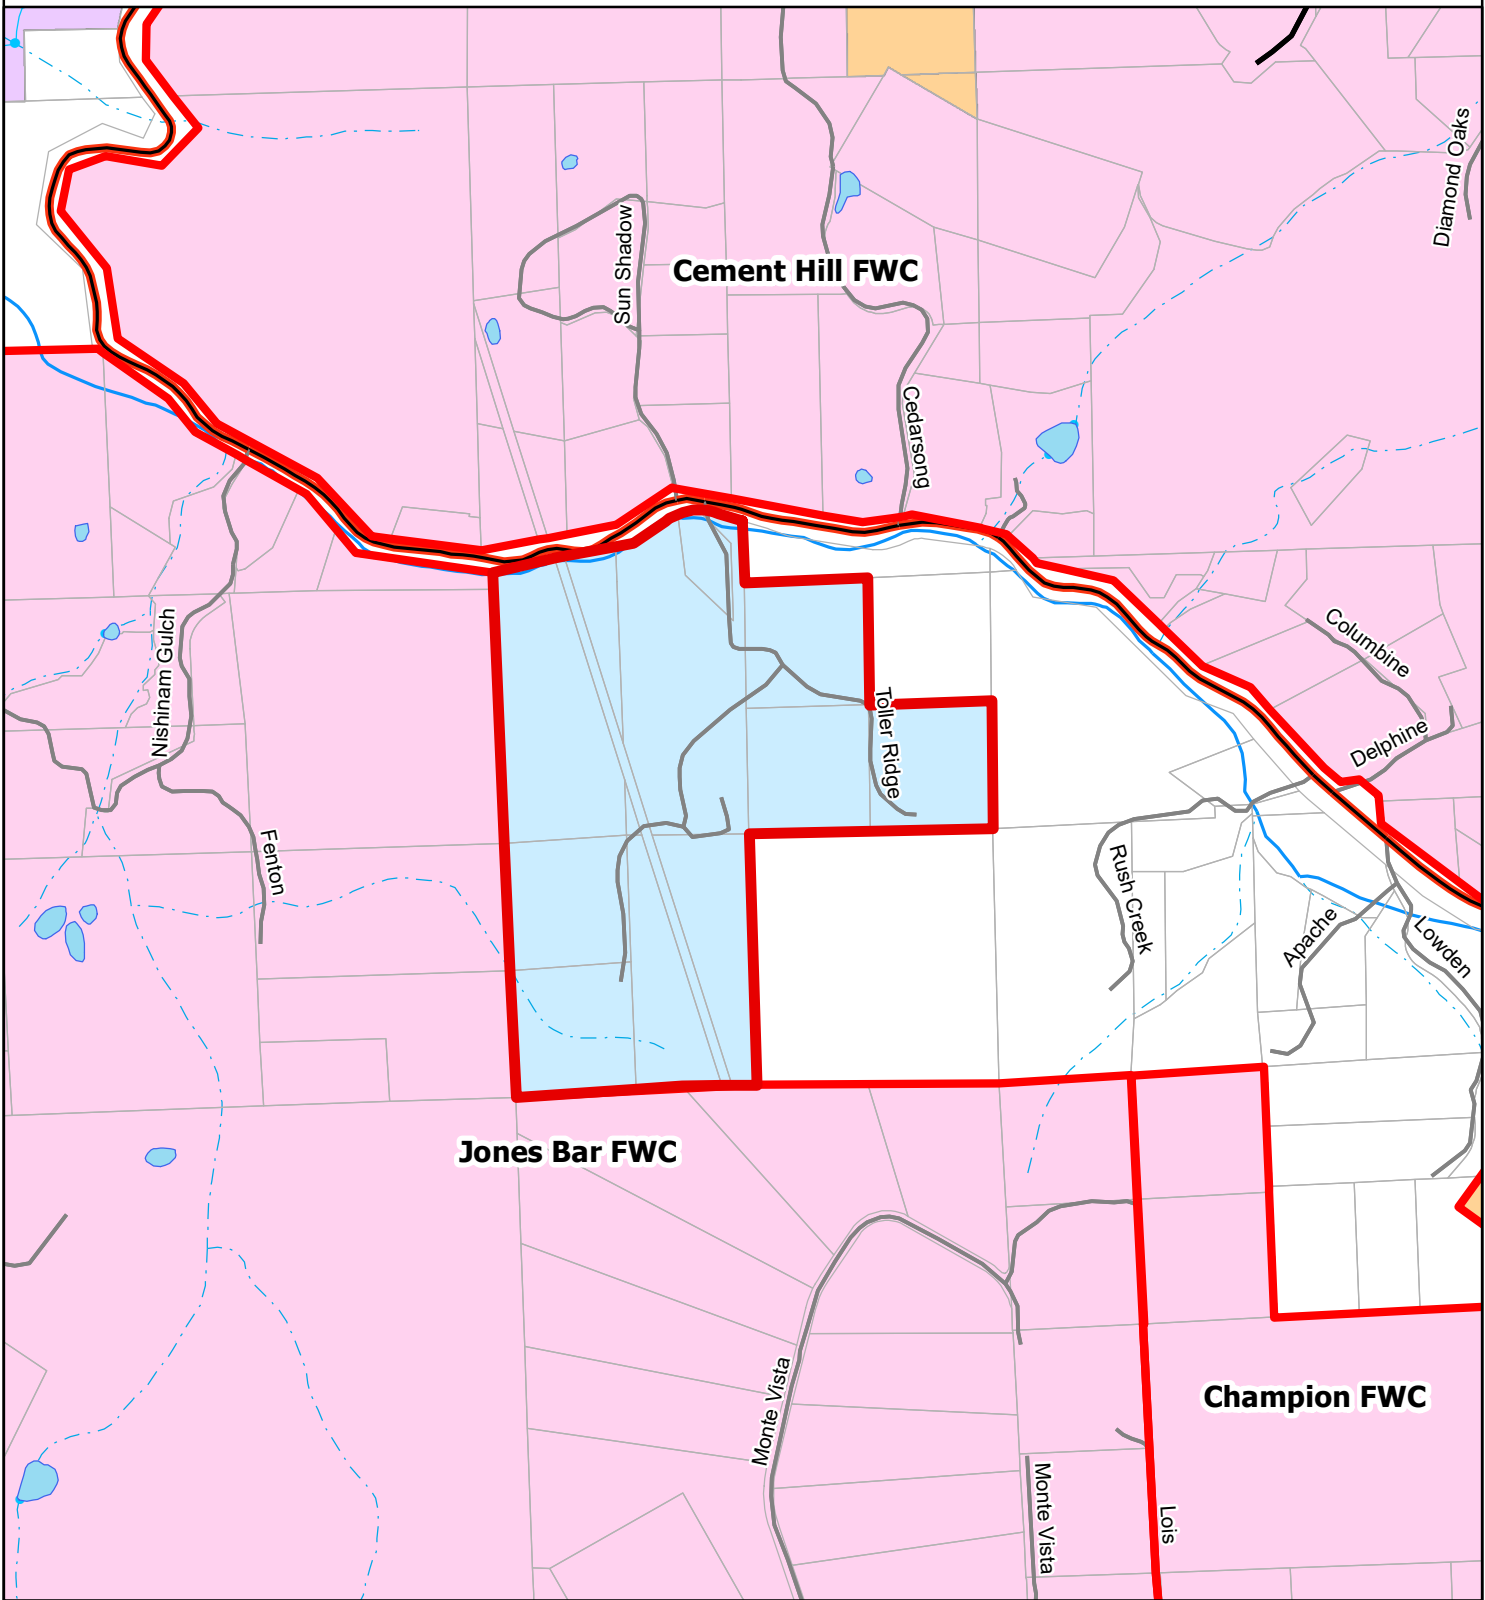 Diamond Oaks
Sun Shadow
Cement Hill FWC
Cedarsong
Nishinam Gulch
Columbine
Toller Ridge
Delphine
Fenton
Rush Creek
Apache
Lowden
Jones Bar FWC
Monte Vista
Champion FWC
Monte Vista
Lois